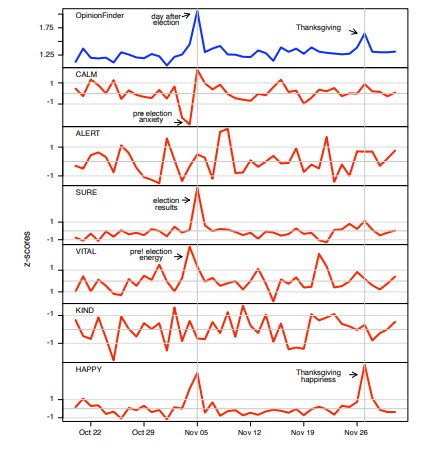 OpinionFinder
day after
election
Thanksgiving
1.75
1.25
CALM
1
-1
pre election
anxiety
ALERT
1
-1
SURE
election
results
1
-1
VITAL
pre! election
energy
1
1
KIND
-1
-1
HAPPY
Thanksgiving
happiness
1
-1
z-scores
Oct 22 Oct 29 Nov 05 Nov 12 Nov 19 Nov 26